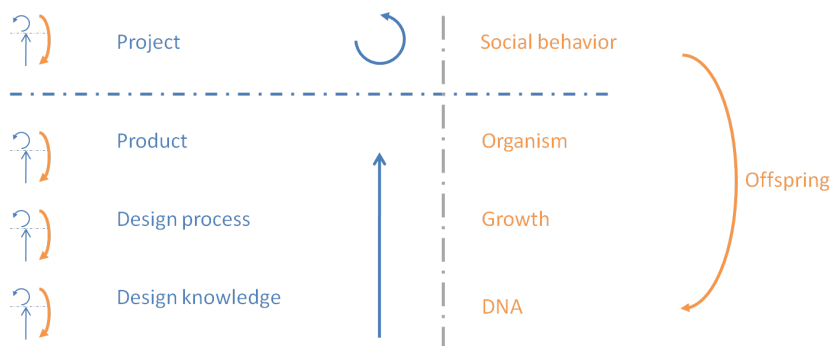 Project
Social behavior
Product
Organism
Offspring
Design process
Growth
Design knowledge
DNA